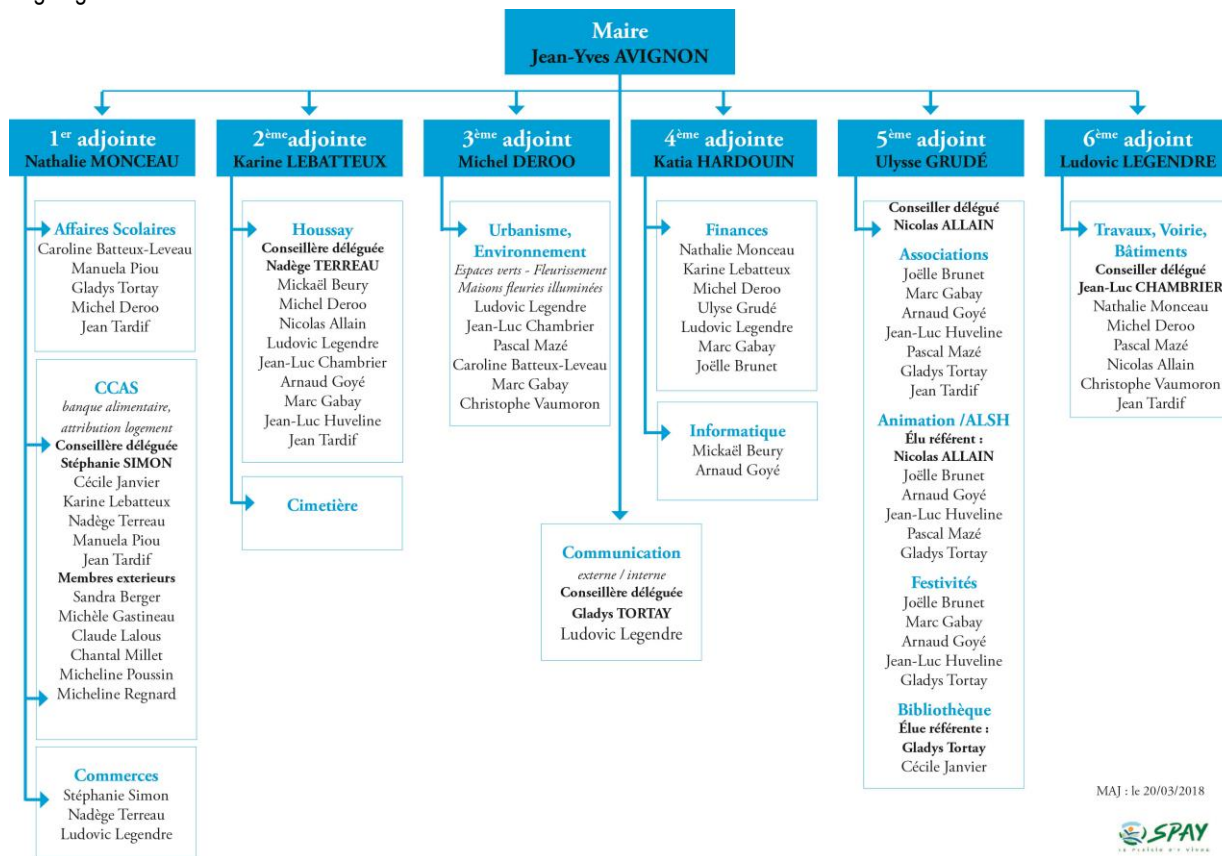 Maire
Jean-Yves AVIGNON
1er adjointe
Nathalie MONCEAU
Affaires Scolaires
Caroline Batteux-Leveau
Manuela Piou
Gladys Tortay
Michel Deroo
Jean Tardif
CCAS
banque alimentaire,
attribution logement
Conseillère déléguée
Stéphanie SIMON
Cécile Janvier
Karine Lebatteux
Nadège Terreau
Manuela Piou
Jean Tardif
Membres exterieurs
Sandra Berger
Michèle Gastineau
Claude Lalous
Chantal Millet
Micheline Poussin
Micheline Regnard
Commerces
Stéphanie Simon
Nadège Terreau
Ludovic Legendre
2ème adjointe
Karine LEBATTEUX
Houssay
Conseillère déléguée
Nadège TERREAU
Mickaël Beury
Michel Deroo
Nicolas Allain
Ludovic Legendre
Jean-Luc Chambrier
Arnaud Goyé
Marc Gabay
Jean-Luc Huveline
Jean Tardif
Cimetière
3ème adjoint
Michel DEROO
Urbanisme,
Environnement
Espaces verts - Fleurissement
Maisons fleuries illuminées
Ludovic Legendre
Jean-Luc Chambrier
Pascal Mazé
Caroline Batteux-Leveau
Marc Gabay
Christophe Vaumoron
4ème adjoint
Katia HARDOUIN
Finances
Nathalie Monceau
Karine Lebatteux
Michel Deroo
Ulyse Grudé
Ludovic Legendre
Marc Gabay
Joëlle Brunet
Informatique
Mickaël Beury
Arnaud Goyé
Communication
externe / interne
Conseillère déléguée
Gladys TORTAY
Ludovic Legendre
5ème adjoint
Ulysse GRUDÉ
Conseiller délégué
Nicolas ALLAIN
Associations
Joëlle Brunet
Marc Gabay
Arnaud Goyé
Jean-Luc Huveline
Pascal Mazé
Gladys Tortay
Jean Tardif
Animation /ALSH
Élu référent :
Nicolas ALLAIN
Joëlle Brunet
Arnaud Goyé
Jean-Luc Huveline
Pascal Mazé
Gladys Tortay
Festivités
Joëlle Brunet
Marc Gabay
Arnaud Goyé
Jean-Luc Huveline
Gladys Tortay
Bibliothèque
Élue référente :
Gladys Tortay
Cécile Janvier
6ème adjoint
Ludovic LEGENDRE
Travaux, Voirie,
Bâtiments
Conseiller délégué
Jean-Luc CHAMBRIER
Nathalie Monceau
Michel Deroo
Pascal Mazé
Nicolas Allain
Christophe Vaumoron
Jean Tardif
MAJ : le 20/03/2018
SPAY